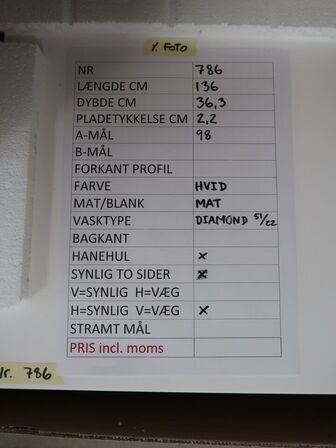 % FOTO
NR 786
LÆNGDE CM 136
DYBDE CM 36,3
PLADETYKKELSE CM 2,2
A-MÅL 98
B-MÅL
FORKANT PROFIL
FARVE HVID
MAT/BLANK MAT
VASKTYPE DIAMOND 51/22
BAGKANT
HANEHUL x
SYNLIG TO SIDER x
V=SYNLIG H=VÆG
H=SYNLIG V=VÆG x
STRAMT MÅL
PRIS incl. moms
Nr. 786